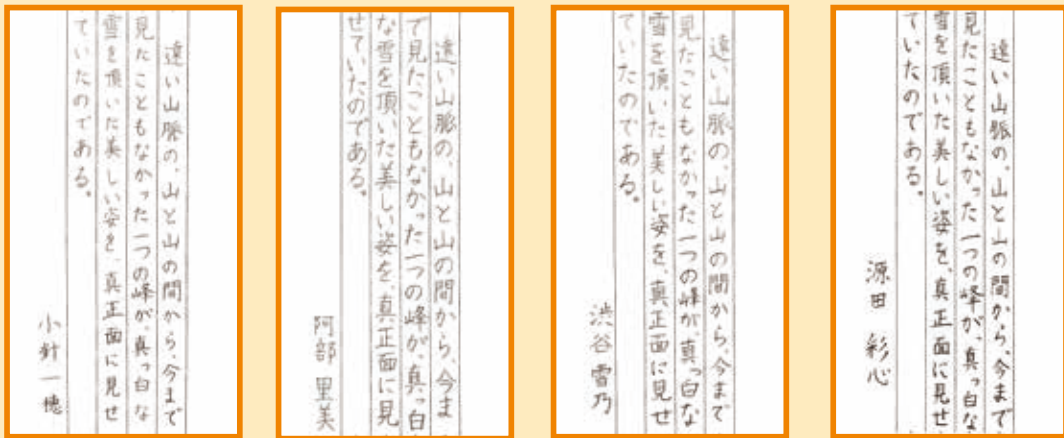 遠い山脈の、山と山の間から、今まで
見たこともなかった一つの峰が、真っ白な
雪を頂いた美しい姿を、真正面に見せ
ていたのである。
源田 彩心
遠い山脈の、山と山の間から、今まで
見たこともなかった一つの峰が、真っ白な
雪を頂いた美しい姿を、真正面に見せ
ていたのである。
渋谷雪乃
遠い山脈の、山と山の間から、今ま
で見たこともなかった一つの峰が、真っ白
な雪を頂いた美しい姿を、真正面に見
せていたのである。
阿部 里美
遠い山脈の、山と山の間から、今まで
見たこともなかった一つの峰が、真っ白な
雪を頂いた美しい姿を、真正面に見せ
ていたのである。
小針一穂